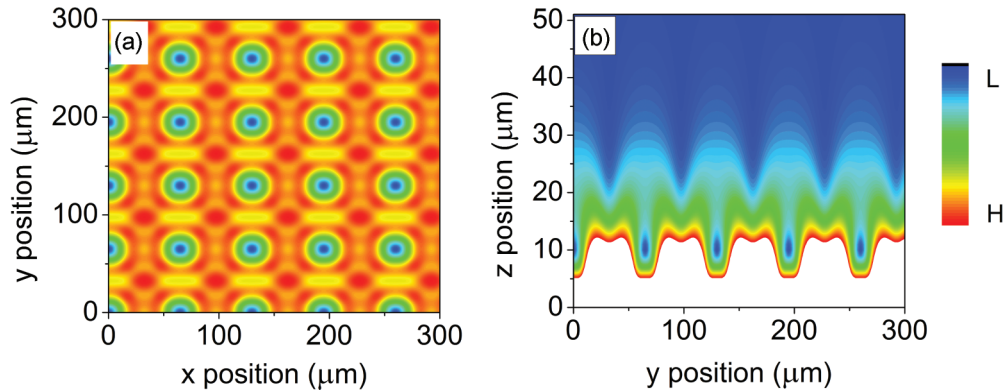 (a)
300
200
100
0
y position (μm)
0 100 200 300
x position (μm)
(b)
50
40
30
20
10
0
z position (μm)
0 100 200 300
y position (μm)
L
H